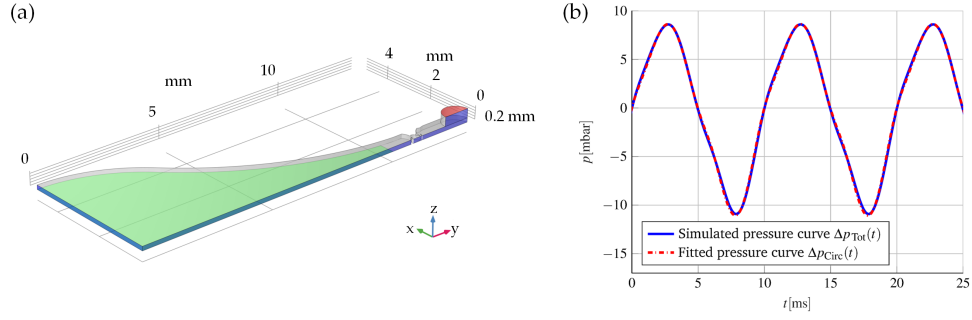 (a)
mm
0
5
10
4
mm
2
0
0.2 mm
z
x
y
(b)
10
5
0
−5
−10
−15
p[mbar]
Simulated pressure curve Δp_Tot(t)
Fitted pressure curve Δp_Circ(t)
0 5 10 15 20 25
t[ms]